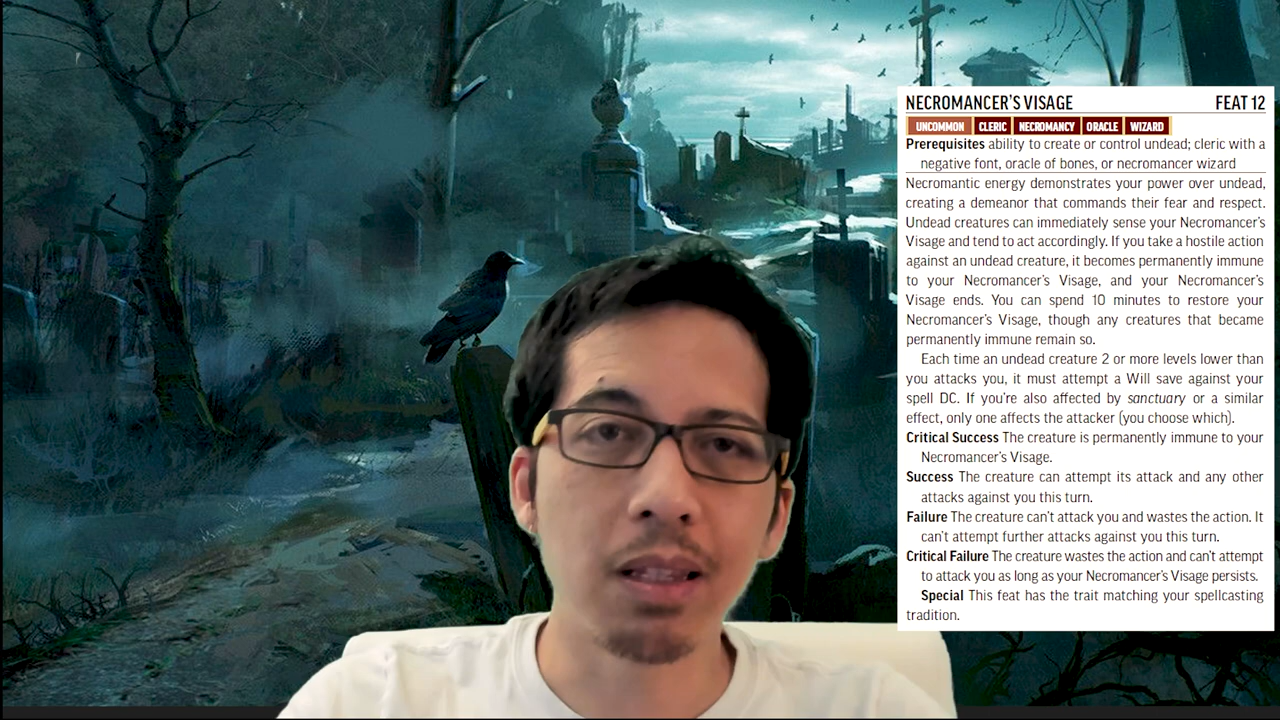 NECROMANCER'S VISAGE FEAT 12
UNCOMMON CLERIC NECROMANCY ORACLE WIZARD
Prerequisites ability to create or control undead; cleric with a
negative font, oracle of bones, or necromancer wizard
Necromantic energy demonstrates your power over undead,
creating a demeanor that commands their fear and respect.
Undead creatures can immediately sense your Necromancer's
Visage and tend to act accordingly. If you take a hostile action
against an undead creature, it becomes permanently immune
to your Necromancer's Visage, and your Necromancer's
Visage ends. You can spend 10 minutes to restore your
Necromancer's Visage, though any creatures that became
permanently immune remain so.
Each time an undead creature 2 or more levels lower than
you attacks you, it must attempt a Will save against your
spell DC. If you're also affected by sanctuary or a similar
effect, only one affects the attacker (you choose which).
Critical Success The creature is permanently immune to your
Necromancer's Visage.
Success The creature can attempt its attack and any other
attacks against you this turn.
Failure The creature can't attack you and wastes the action. It
can't attempt further attacks against you this turn.
Critical Failure The creature wastes the action and can't attempt
to attack you as long as your Necromancer's Visage persists.
Special This feat has the trait matching your spellcasting
tradition.